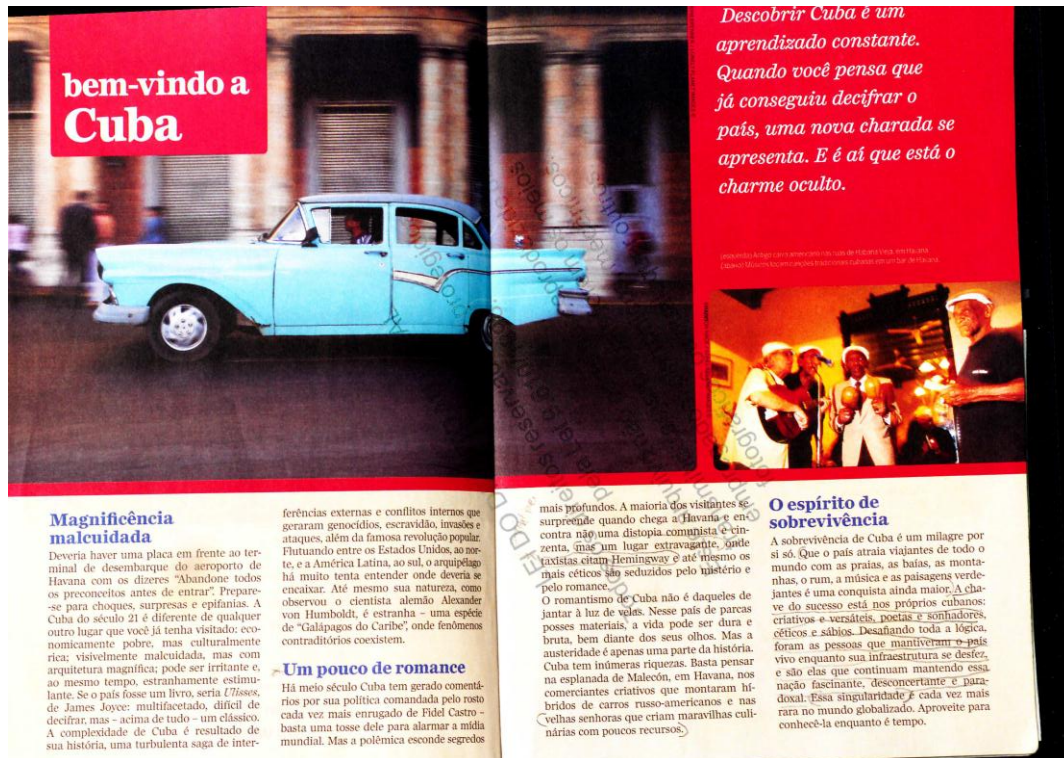 bem-vindo a
Cuba
Descobrir Cuba é um
aprendizado constante.
Quando você pensa que
já conseguiu decifrar o
país, uma nova charada se
apresenta. E é aí que está o
charme oculto.
Magnificência
malcuidada
Deveria haver uma placa em frente ao ter-
minal de desembarque do aeroporto de
Havana com os dizeres “Abandone todos
os preconceitos antes de entrar”. Prepare-
-se para choques, surpresas e epifanias. A
Cuba do século 21 é diferente de qualquer
outro lugar que você já tenha visitado: eco-
nomicamente pobre, mas culturalmente
rica; visivelmente malcuidada, mas com
arquitetura magnífica; pode ser irritante e,
ao mesmo tempo, estranhamente estimu-
lante. Se o país fosse um livro, seria Ulisses,
de James Joyce: multifacetado, difícil de
decifrar, mas – acima de tudo – um clássico.
A complexidade de Cuba é resultado de
sua história, uma turbulenta saga de inter-
ferências externas e conflitos internos que
geraram genocídios, escravidão, invasões e
ataques, além da famosa revolução popular.
Flutuando entre os Estados Unidos, ao nor-
te, e a América Latina, ao sul, o arquipélago
há muito tenta entender onde deveria se
encaixar. Até mesmo sua natureza, como
observou o cientista alemão Alexander
von Humboldt, é estranha – uma espécie
de “Galápagos do Caribe”, onde fenômenos
contraditórios coexistem.
Um pouco de romance
Há meio século Cuba tem gerado comentá-
rios por sua política comandada pelo rosto
cada vez mais enrugado de Fidel Castro –
basta uma tosse dele para alarmar a mídia
mundial. Mas a polêmica esconde segredos
mais profundos. A maioria dos visitantes se
surpreende quando chega a Havana e en-
contra não uma distopia comunista e cin-
zenta, mas um lugar extravagante, onde
taxistas citam Hemingway e até mesmo os
mais céticos são seduzidos pelo mistério e
pelo romance.
O romantismo de Cuba não é daqueles de
jantar à luz de velas. Nesse país de parcas
posses materiais, a vida pode ser dura e
bruta, bem diante dos seus olhos. Mas a
austeridade é apenas uma parte da história.
Cuba tem inúmeras riquezas. Basta pensar
na esplanada de Malecón, em Havana, nos
comerciantes criativos que montaram hí-
bridos de carros russo-americanos e nas
velhas senhoras que criam maravilhas culi-
nárias com poucos recursos.
O espírito de
sobrevivência
A sobrevivência de Cuba é um milagre por
si só. Que o país atraia viajantes de todo o
mundo com as praias, as baías, as monta-
nhas, o rum, a música e as paisagens verde-
jantes é uma conquista ainda maior. A cha-
ve do sucesso está nos próprios cubanos:
criativos e versáteis, poetas e sonhadores,
céticos e sábios. Desafiando toda a lógica,
foram as pessoas que mantiveram o país
vivo enquanto sua infraestrutura se desfez,
e são elas que continuam mantendo essa
nação fascinante, desconcertante e para-
doxal. Essa singularidade é cada vez mais
rara no mundo globalizado. Aproveite para
conhecê-la enquanto é tempo.